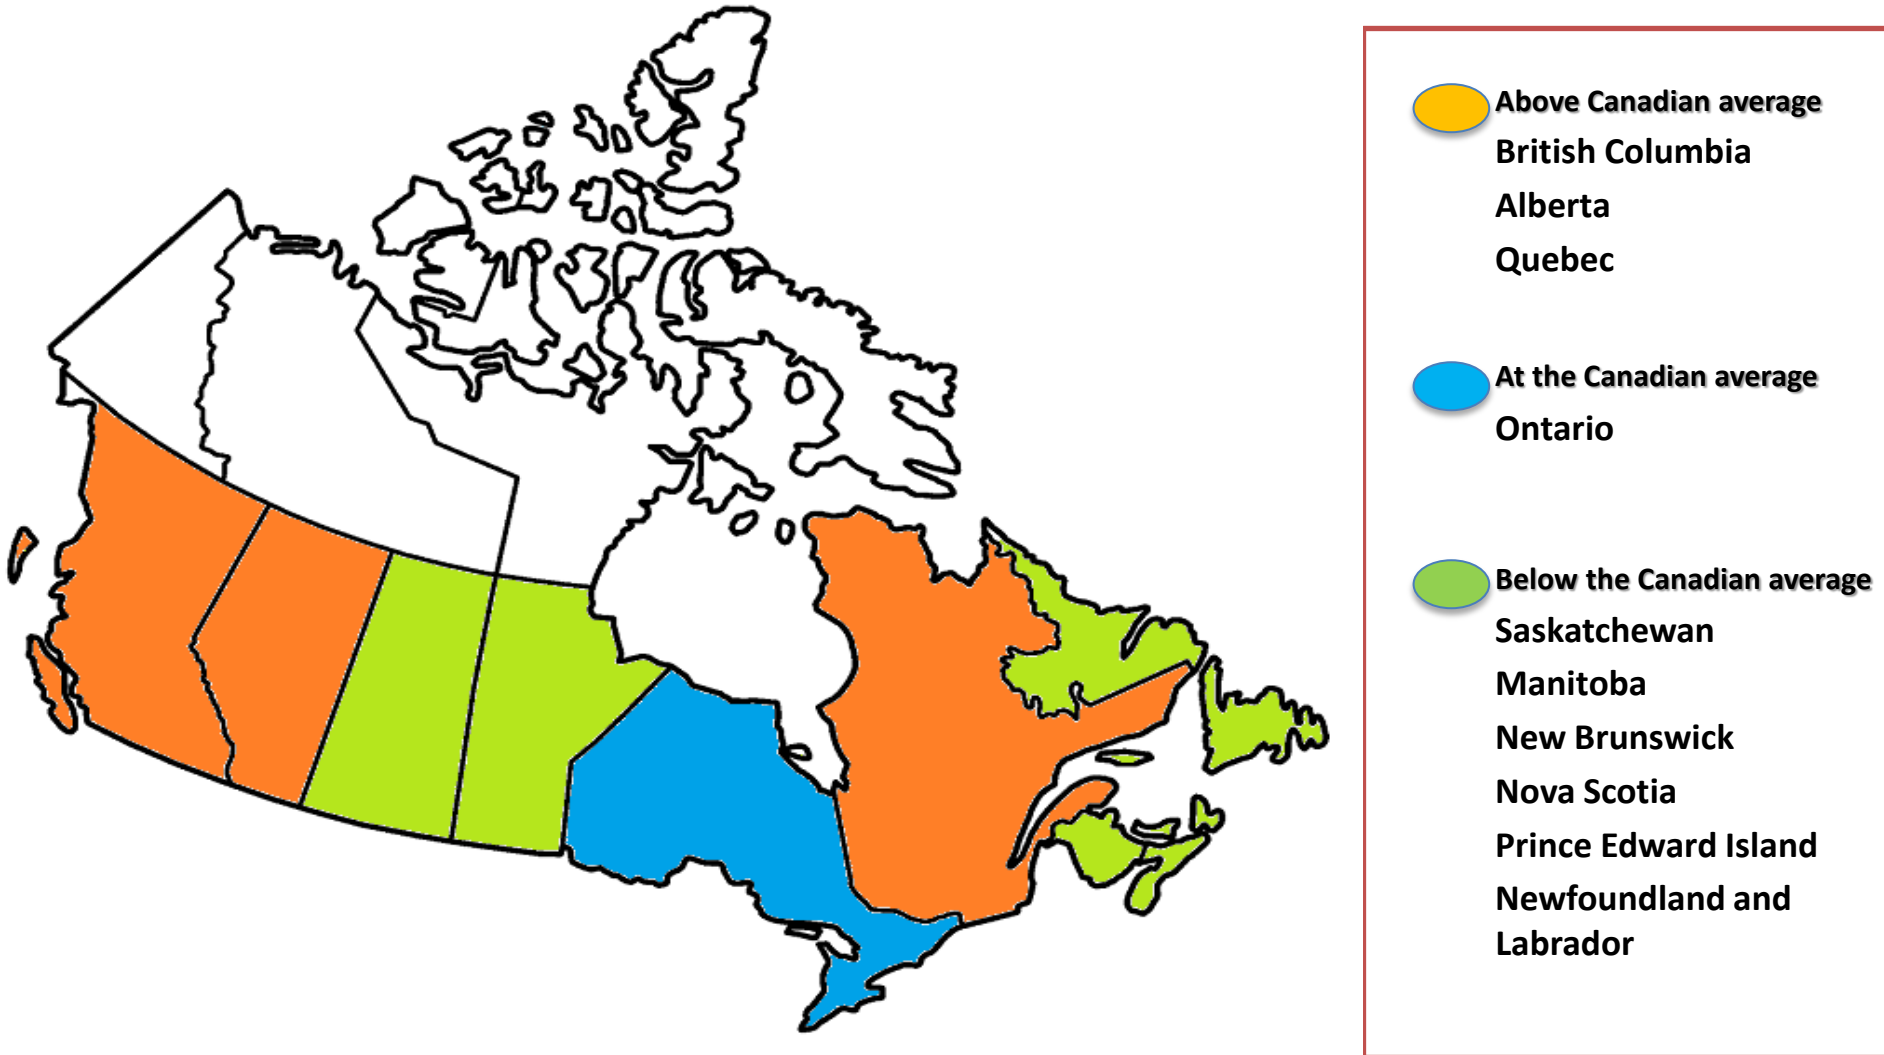 Above Canadian average
British Columbia
Alberta
Quebec
At the Canadian average
Ontario
Below the Canadian average
Saskatchewan
Manitoba
New Brunswick
Nova Scotia
Prince Edward Island
Newfoundland and
Labrador